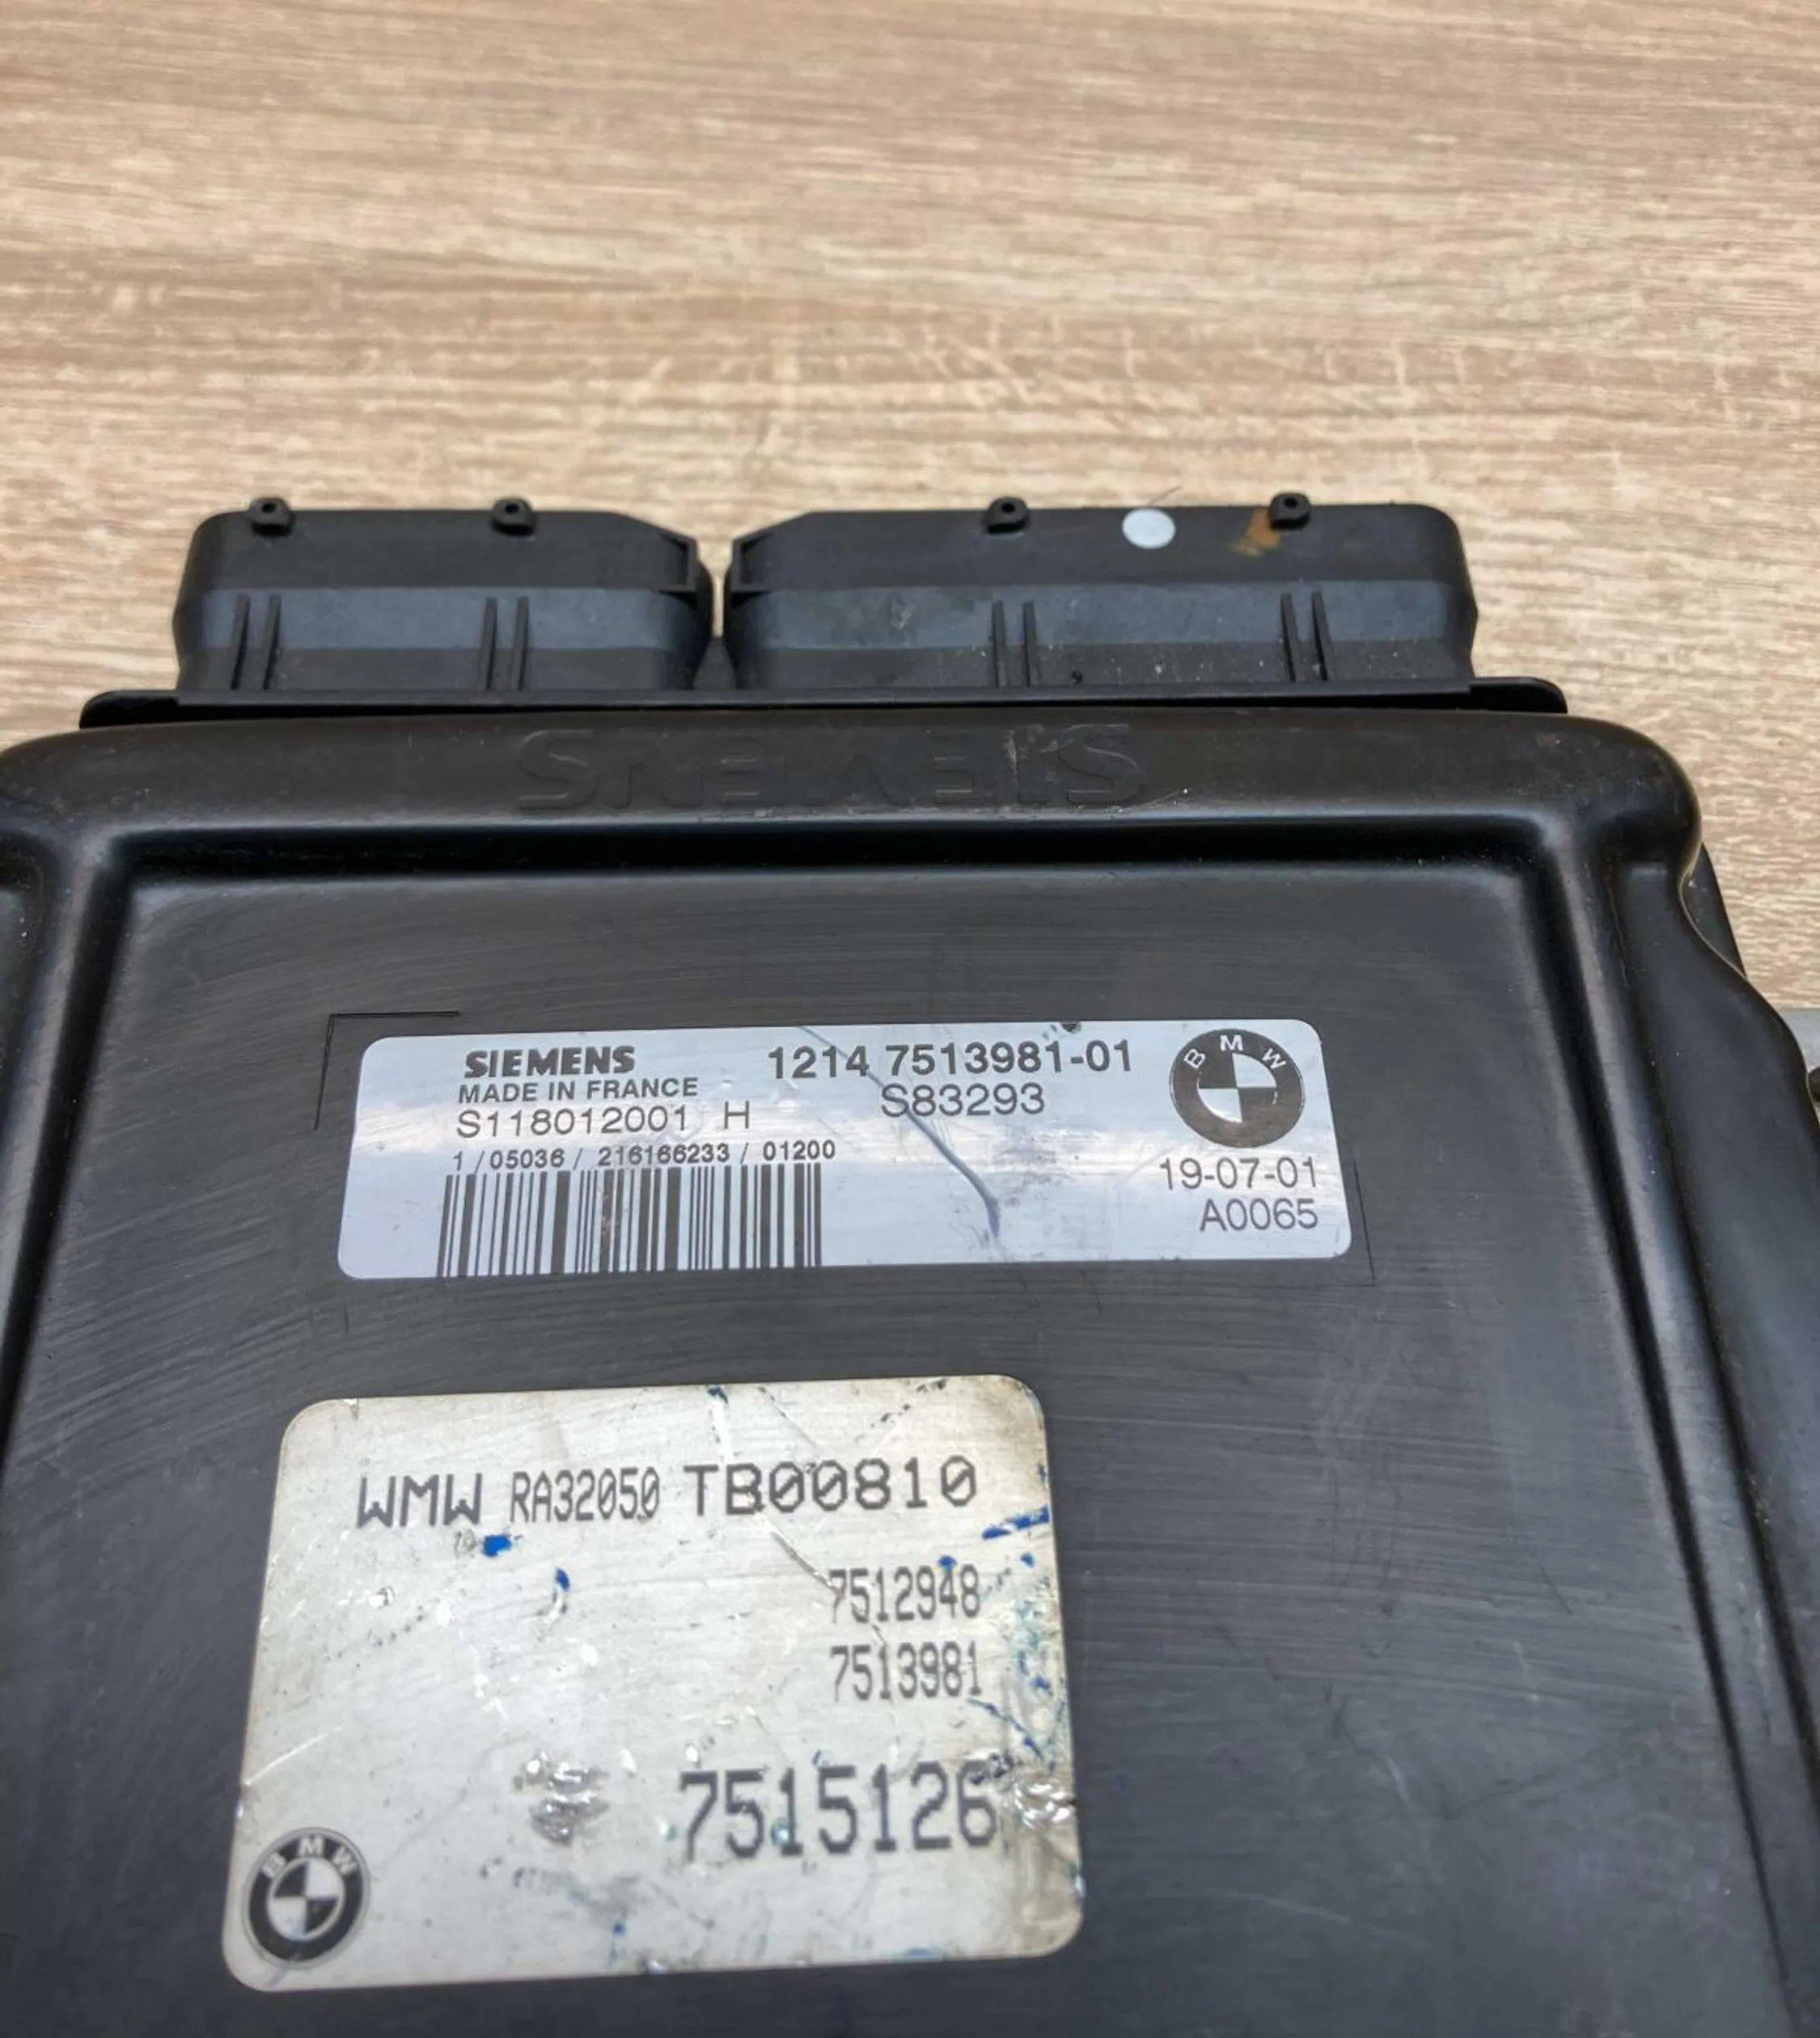 SIEMENS
SIEMENS 1214 7513981-01 BMW
MADE IN FRANCE
S118012001 H S83293
1 / 05036 / 216166233 / 01200
19-07-01
A0065
WMW RA32050 TB00810
7512948
7513981
7515126
BMW